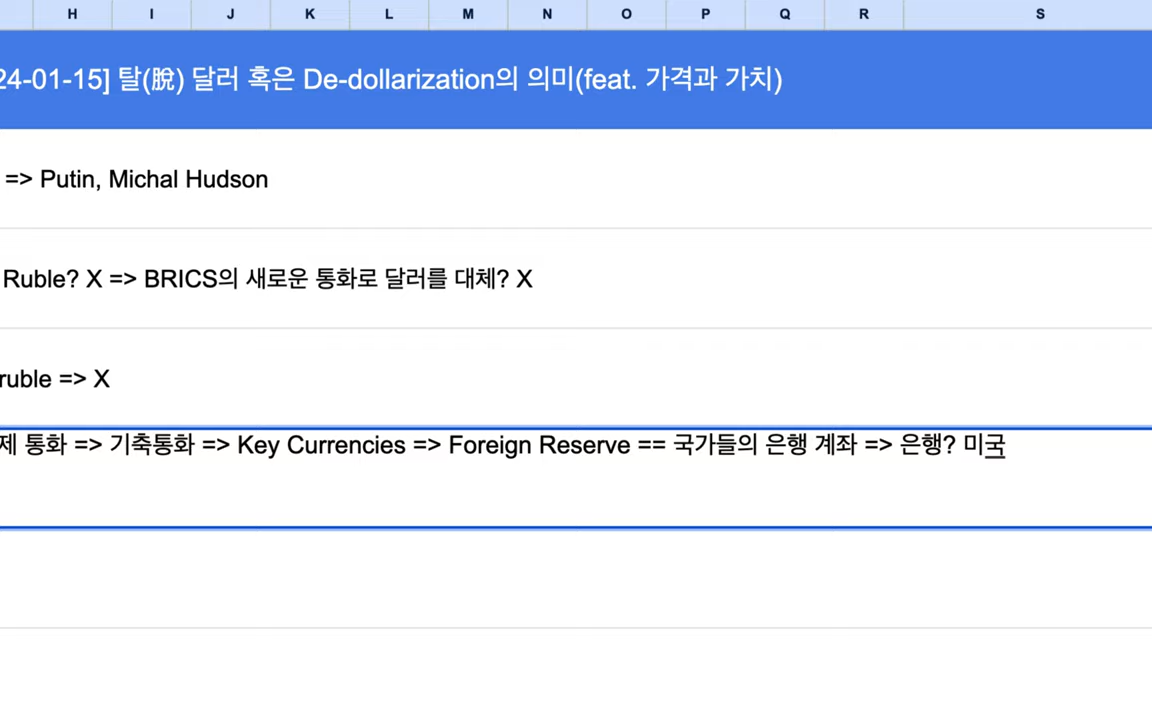 H I J K L M N O P Q R S
24-01-15] 탈(脫) 달러 혹은 De-dollarization의 의미(feat. 가격과 가치)
=> Putin, Michal Hudson
Ruble? X => BRICS의 새로운 통화로 달러를 대체? X
ruble => X
제 통화 => 기축통화 => Key Currencies => Foreign Reserve == 국가들의 은행 계좌 => 은행? 미국